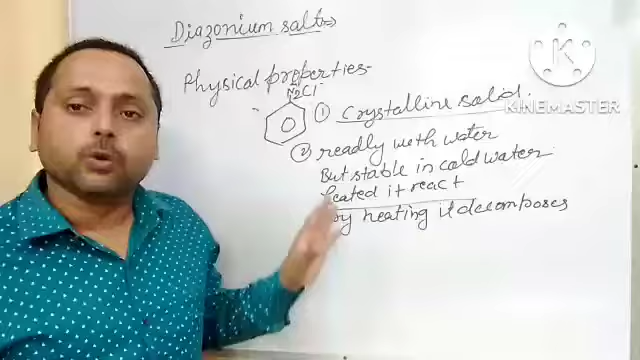 Diazonium salts
Physical properties-
N2Cl-
① Crystalline solid.
② readly weth water
But stable in cold water
heated it react
by heating it decomposes
KINEMASTER